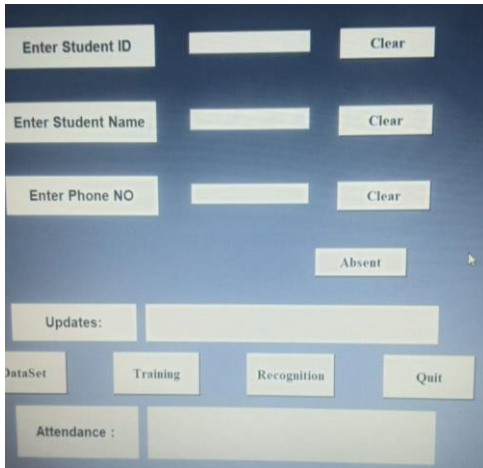 Enter Student ID Clear
Enter Student Name Clear
Enter Phone NO Clear
Absent
Updates:
DataSet Training Recognition Quit
Attendance :